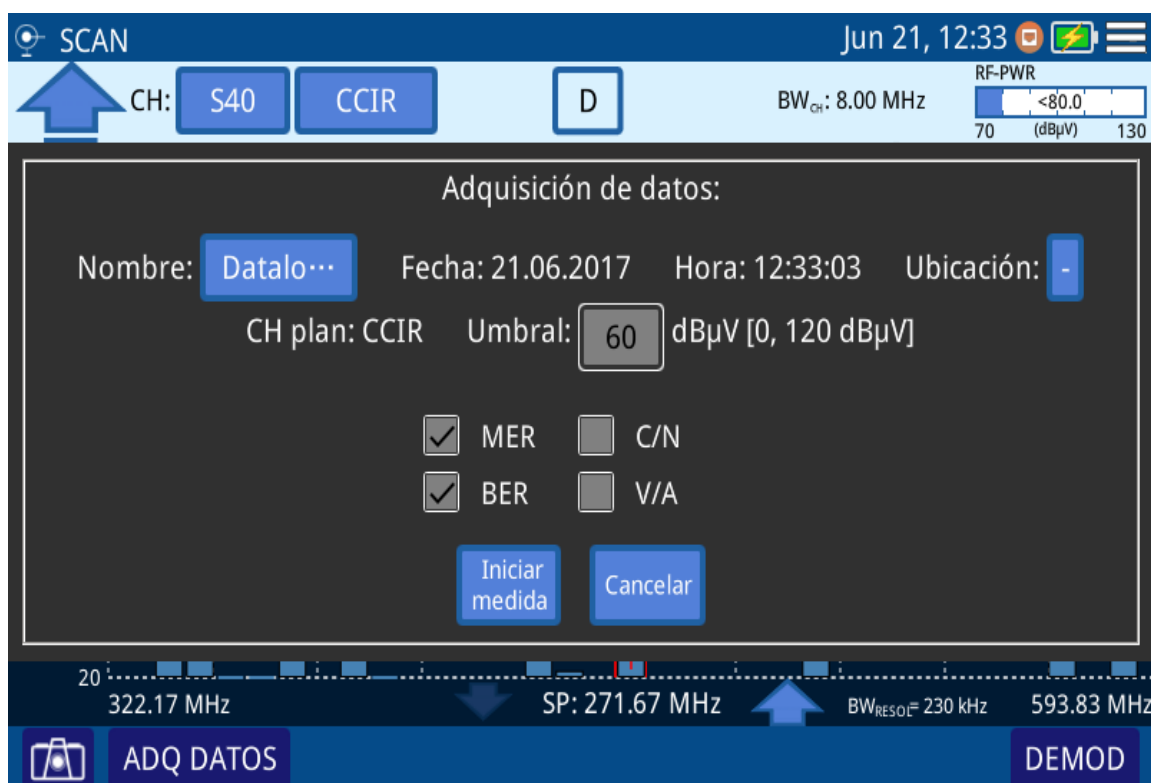 SCAN Jun 21, 12:33
CH: S40 CCIR D BW_CH: 8.00 MHz
RF-PWR
<80.0
70 (dBµV) 130
Adquisición de datos:
Nombre: Datalo··· Fecha: 21.06.2017 Hora: 12:33:03 Ubicación: -
CH plan: CCIR Umbral: 60 dBµV [0, 120 dBµV]
MER C/N
BER V/A
Iniciar
medida
Cancelar
20
322.17 MHz SP: 271.67 MHz BW_RESOL= 230 kHz 593.83 MHz
ADQ DATOS DEMOD